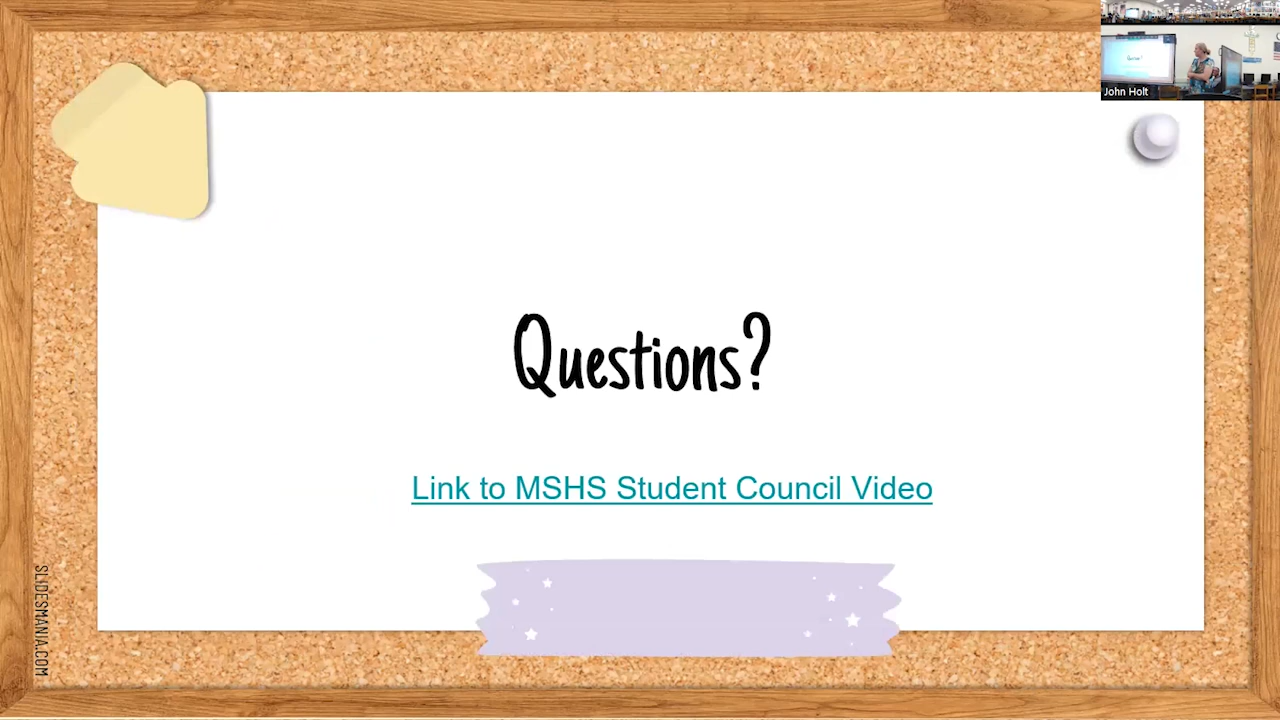 John Holt
Questions?
Link to MSHS Student Council Video
SLIDESMANIA.COM